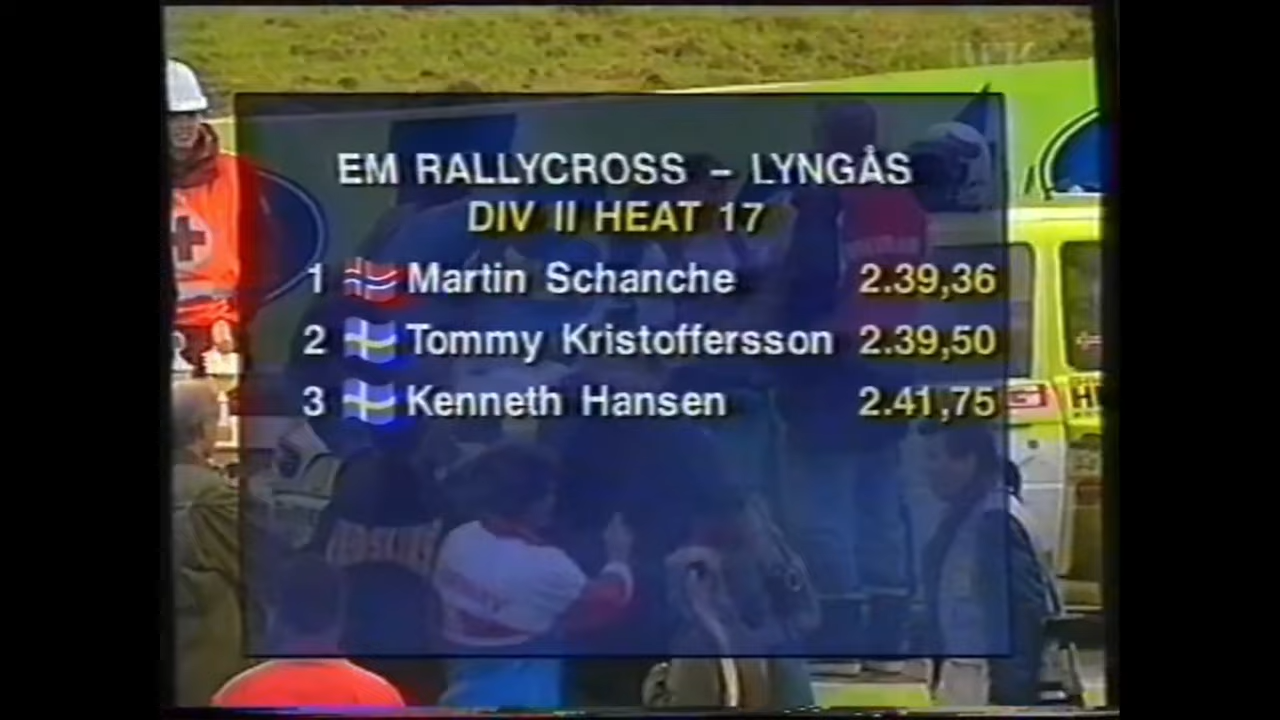 EM RALLYCROSS – LYNGÅS
DIV II HEAT 17
1 Martin Schanche 2.39,36
2 Tommy Kristoffersson 2.39,50
3 Kenneth Hansen 2.41,75